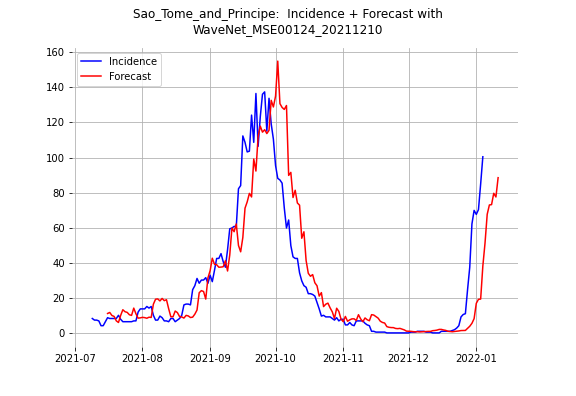 Sao_Tome_and_Principe:  Incidence + Forecast with
WaveNet_MSE00124_20211210
Incidence
Forecast
160
140
120
100
80
60
40
20
0
2021-07 2021-08 2021-09 2021-10 2021-11 2021-12 2022-01